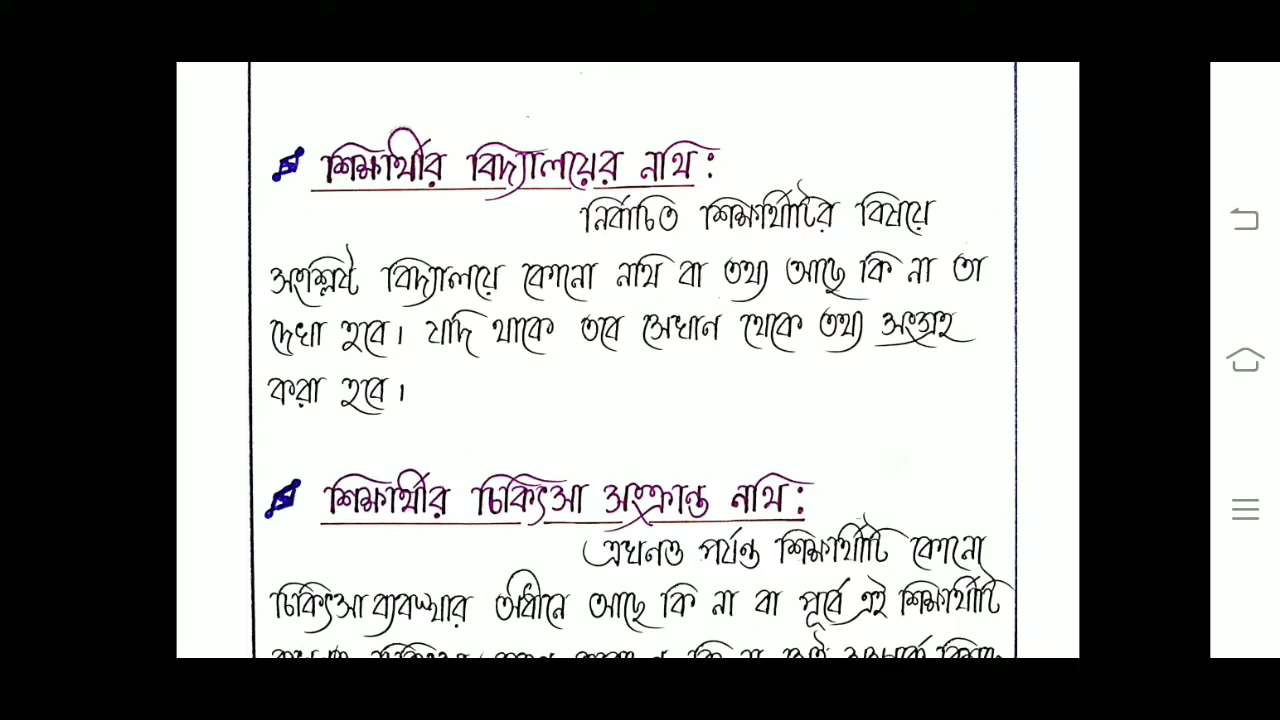 শিক্ষার্থীর বিদ্যালয়ের নথি :
নির্বাচিত শিক্ষার্থীটির বিষয়ে
সংশ্লিষ্ট বিদ্যালয়ে কোনো নথি বা তথ্য আছে কি না তা
দেখা হবে। যদি থাকে তবে সেখান থেকে তথ্য সংগ্রহ
করা হবে।
শিক্ষার্থীর চিকিৎসা সংক্রান্ত নথি :
এখনও পর্যন্ত শিক্ষার্থীটি কোনো
চিকিৎসা ব্যবস্থার অধীনে আছে কি না বা পূর্বে এই শিক্ষার্থীটি